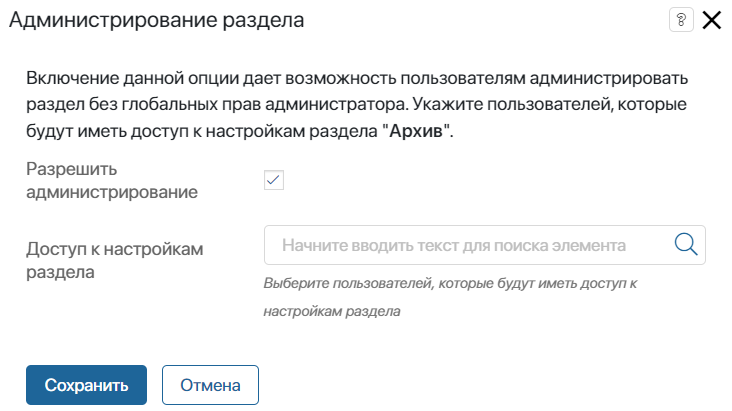 Администрирование раздела
?
Включение данной опции дает возможность пользователям администрировать
раздел без глобальных прав администратора. Укажите пользователей, которые
будут иметь доступ к настройкам раздела "Архив".
Разрешить
администрирование
Доступ к настройкам
раздела
Начните вводить текст для поиска элемента
Выберите пользователей, которые будут иметь доступ к
настройкам раздела
Сохранить
Отмена